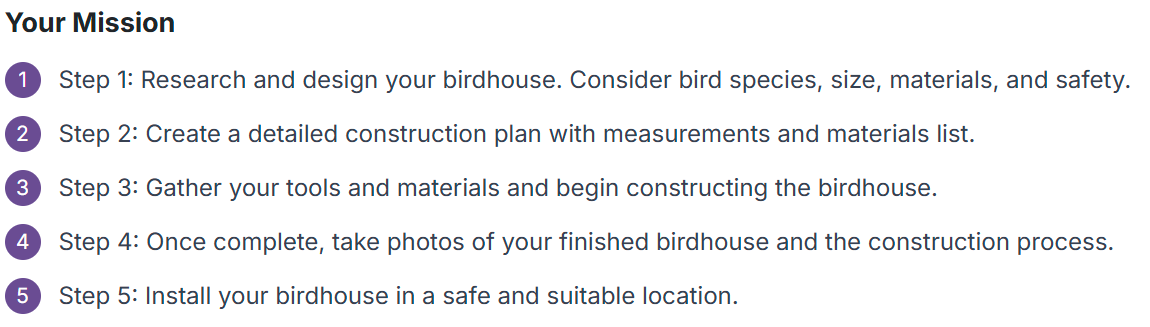 Your Mission
1 Step 1: Research and design your birdhouse. Consider bird species, size, materials, and safety.
2 Step 2: Create a detailed construction plan with measurements and materials list.
3 Step 3: Gather your tools and materials and begin constructing the birdhouse.
4 Step 4: Once complete, take photos of your finished birdhouse and the construction process.
5 Step 5: Install your birdhouse in a safe and suitable location.